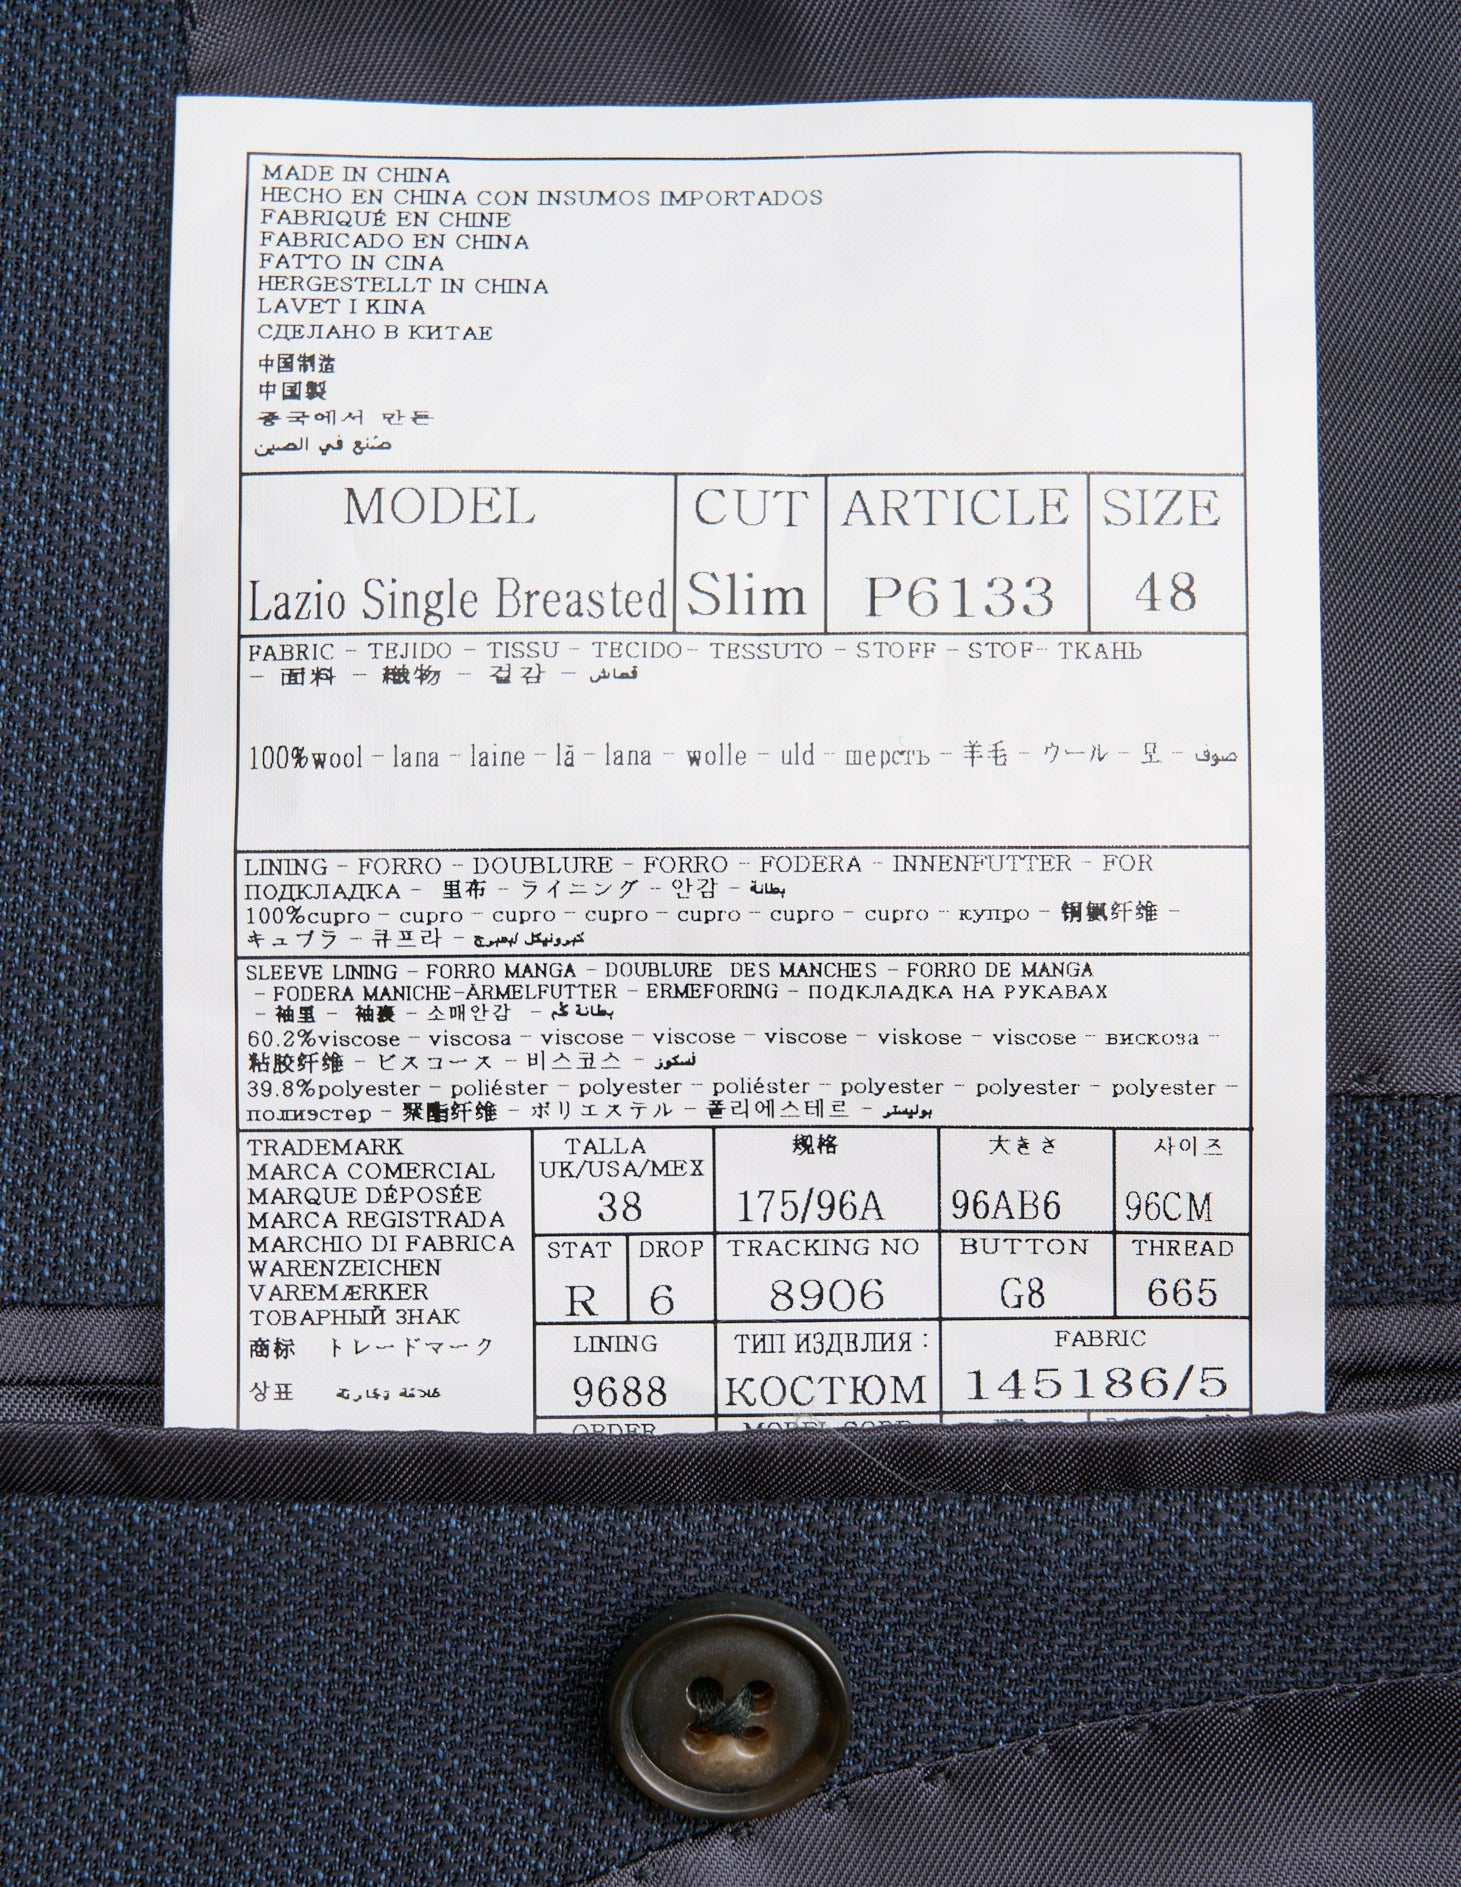 MADE IN CHINA
HECHO EN CHINA CON INSUMOS IMPORTADOS
FABRIQUÉ EN CHINE
FABRICADO EN CHINA
FATTO IN CINA
HERGESTELLT IN CHINA
LAVET I KINA
СДЕЛАНО В КИТАЕ
中国制造
中国製
중국에서 만든
صنع في الصين
MODEL CUT ARTICLE SIZE
Lazio Single Breasted Slim P6133 48
FABRIC - TEJIDO - TISSU - TECIDO- TESSUTO - STOFF - STOF- ТКАНЬ
- 面料 - 織物 - 겉감 - قماش
100%wool - lana - laine - lã - lana - wolle - uld - шерсть - 羊毛 - ウール - 모 - صوف
LINING - FORRO - DOUBLURE - FORRO - FODERA - INNENFUTTER - FOR
ПОДКЛАДКА - 里布 - ライニング - 안감 - بطانة
100%cupro - cupro - cupro - cupro - cupro - cupro - cupro - купро - 铜氨纤维 -
キュプラ - 큐프라 -
SLEEVE LINING - FORRO MANGA - DOUBLURE DES MANCHES - FORRO DE MANGA
- FODERA MANICHE-ÄRMELFUTTER - ERMEFORING - ПОДКЛАДКА НА РУКАВАХ
- 袖里 - 袖裏 - 소매안감 - بطانة كم
60.2%viscose - viscosa - viscose - viscose - viscose - viskose - viscose - вискоза -
粘胶纤维 - ビスコース - 비스코스 -
39.8%polyester - poliéster - polyester - poliéster - polyester - polyester - polyester -
полиэстер - 聚酯纤维 - ポリエステル - 폴리에스테르 - بوليستر
TRADEMARK
MARCA COMERCIAL
MARQUE DÉPOSÉE
MARCA REGISTRADA
MARCHIO DI FABRICA
WARENZEICHEN
VAREMÆRKER
ТОВАРНЫЙ ЗНАК
商标 トレードマーク
상표 علامة تجارية
TALLA 规格 大きさ 사이즈
UK/USA/MEX
38 175/96A 96AB6 96CM
STAT DROP TRACKING NO BUTTON THREAD
R 6 8906 G8 665
LINING ТИП ИЗДЕЛИЯ : FABRIC
9688 КОСТЮМ 145186/5
ORDER MODEL CODE